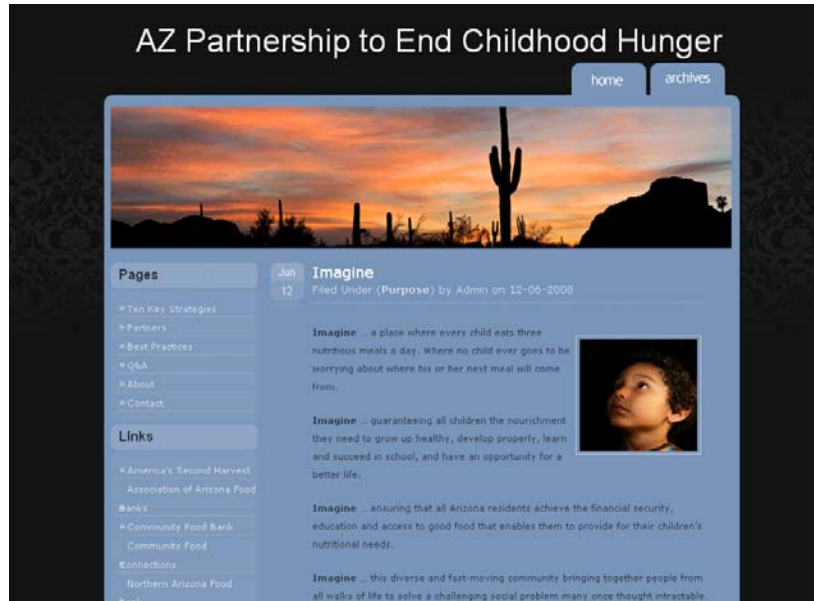 AZ Partnership to End Childhood Hunger
home
archives
Pages
» Ten Key Strategies
» Partners
» Best Practices
» Q&A
» About
» Contact
Links
» America's Second Harvest
Association of Arizona Food
Banks
» Community Food Bank
Community Food
Connections
Northern Arizona Food
Jun
12
Imagine
Filed Under (Purpose) by Admin on 12-06-2008
Imagine ... a place where every child eats three
nutritious meals a day. Where no child ever goes to be
worrying about where his or her next meal will come
from.
Imagine ... guaranteeing all children the nourishment
they need to grow up healthy, develop properly, learn
and succeed in school, and have an opportunity for a
better life.
Imagine ... ensuring that all Arizona residents achieve the financial security,
education and access to good food that enables them to provide for their children's
nutritional needs.
Imagine ... this diverse and fast-moving community bringing together people from
all walks of life to solve a challenging social problem many once thought intractable.